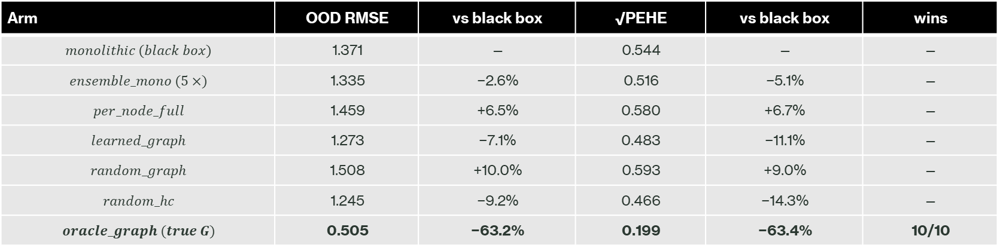 Arm OOD RMSE vs black box √PEHE vs black box wins
monolithic (black box) 1.371 – 0.544 – –
ensemble_mono (5 ×) 1.335 −2.6% 0.516 −5.1% –
per_node_full 1.459 +6.5% 0.580 +6.7% –
learned_graph 1.273 −7.1% 0.483 −11.1% –
random_graph 1.508 +10.0% 0.593 +9.0% –
random_hc 1.245 −9.2% 0.466 −14.3% –
oracle_graph (true G) 0.505 −63.2% 0.199 −63.4% 10/10